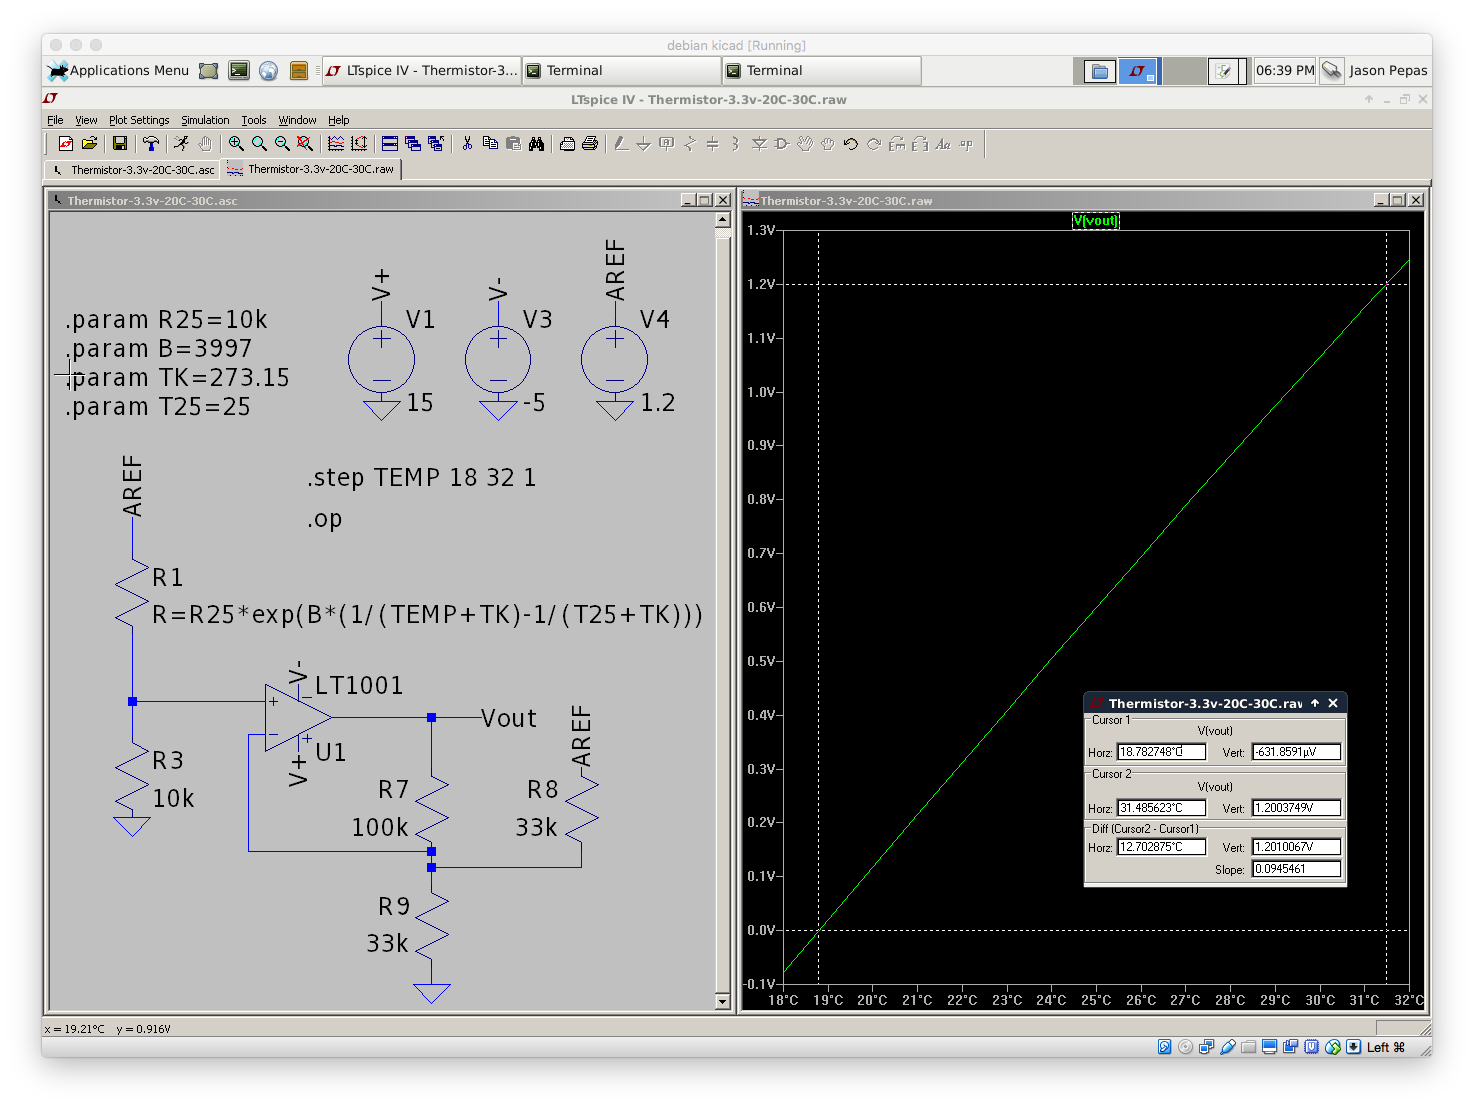 debian kicad [Running]
Applications Menu
LTspice IV - Thermistor-3...
Terminal
Terminal
06:39 PM
Jason Pepas
LTspice IV - Thermistor-3.3v-20C-30C.raw
File View Plot Settings Simulation Tools Window Help
Thermistor-3.3v-20C-30C.asc
Thermistor-3.3v-20C-30C.raw
Thermistor-3.3v-20C-30C.asc
.param R25=10k
.param B=3997
.param TK=273.15
.param T25=25
V+
V1
15
V-
V3
-5
AREF
V4
1.2
.step TEMP 18 32 1
.op
AREF
R1
R=R25*exp(B*(1/(TEMP+TK)-1/(T25+TK)))
V-
LT1001
+
-
U1
V+
Vout
R3
10k
R7
100k
AREF
R8
33k
R9
33k
Thermistor-3.3v-20C-30C.raw
V(vout)
1.3V
1.2V
1.1V
1.0V
0.9V
0.8V
0.7V
0.6V
0.5V
0.4V
0.3V
0.2V
0.1V
0.0V
-0.1V
18°C 19°C 20°C 21°C 22°C 23°C 24°C 25°C 26°C 27°C 28°C 29°C 30°C 31°C 32°C
Thermistor-3.3v-20C-30C.rav
Cursor 1
V(vout)
Horz: 18.782748°C Vert: -631.8591µV
Cursor 2
V(vout)
Horz: 31.485623°C Vert: 1.2003749V
Diff (Cursor2 - Cursor1)
Horz: 12.702875°C Vert: 1.2010067V
Slope: 0.0945461
x = 19.21°C y = 0.916V
Left ⌘